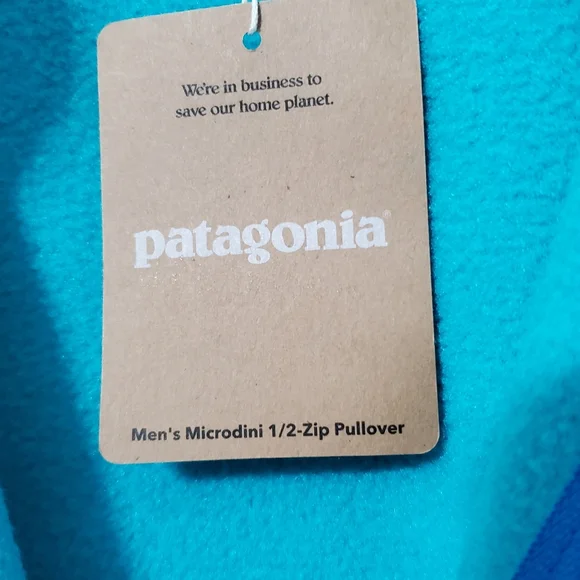 We're in business to
save our home planet.
patagonia®
Men's Microdini 1/2-Zip Pullover